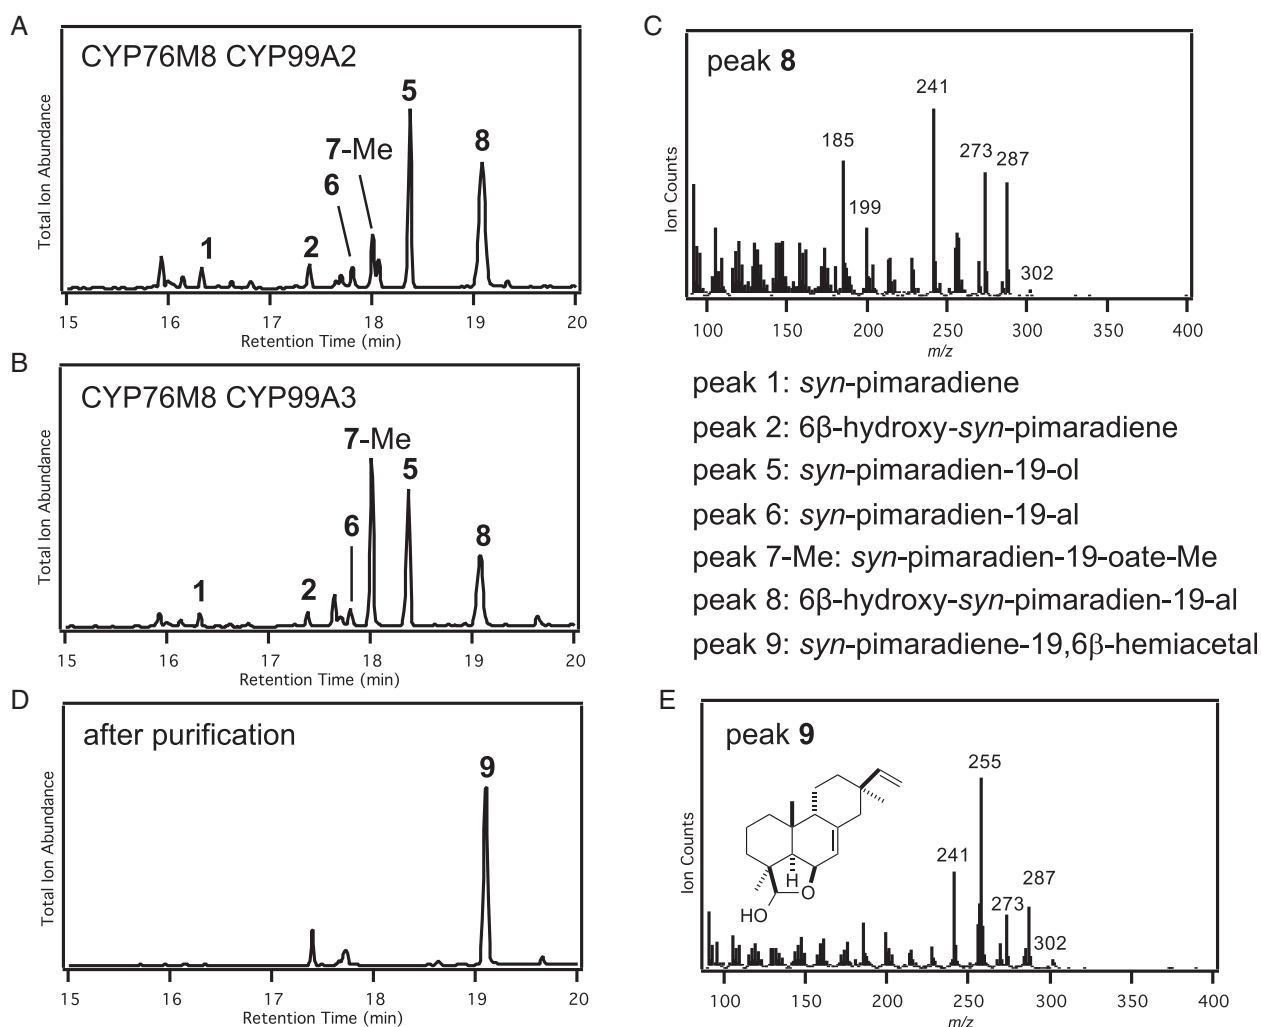 A
CYP76M8 CYP99A2
Total Ion Abundance
1
2
6
7-Me
5
8
15 16 17 18 19 20
Retention Time (min)
B
CYP76M8 CYP99A3
Total Ion Abundance
1
2
6
7-Me
5
8
15 16 17 18 19 20
Retention Time (min)
D
after purification
Total Ion Abundance
9
15 16 17 18 19 20
Retention Time (min)
C
peak 8
Ion Counts
185
199
241
273
287
302
100 150 200 250 300 350 400
m/z
peak 1: syn-pimaradiene
peak 2: 6β-hydroxy-syn-pimaradiene
peak 5: syn-pimaradien-19-ol
peak 6: syn-pimaradien-19-al
peak 7-Me: syn-pimaradien-19-oate-Me
peak 8: 6β-hydroxy-syn-pimaradien-19-al
peak 9: syn-pimaradiene-19,6β-hemiacetal
E
peak 9
Ion Counts
H
O
HO
241
255
273
287
302
100 150 200 250 300 350 400
m/z